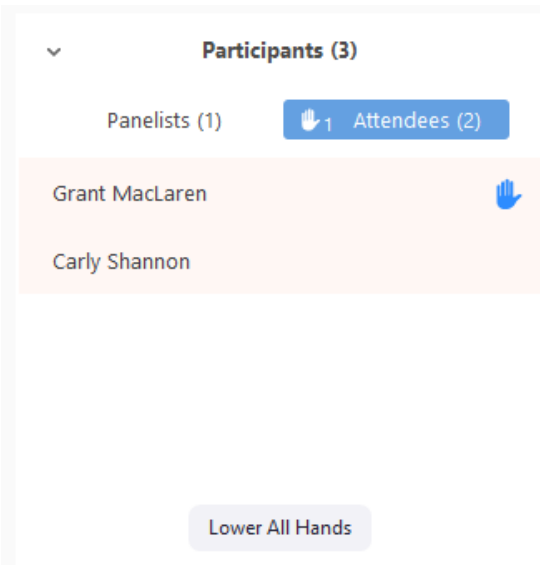 Participants (3)
Panelists (1)
1 Attendees (2)
Grant MacLaren
Carly Shannon
Lower All Hands